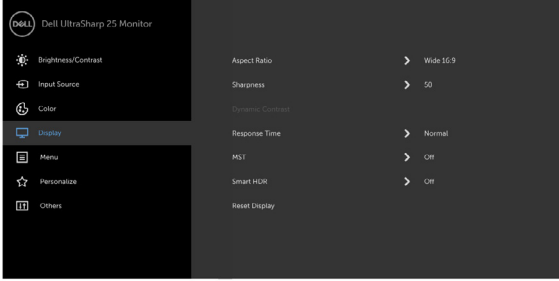 DELL Dell UltraSharp 25 Monitor
Brightness/Contrast
Input Source
Color
Display
Menu
Personalize
Others
Aspect Ratio Wide 16:9
Sharpness 50
Dynamic Contrast
Response Time Normal
MST Off
Smart HDR Off
Reset Display